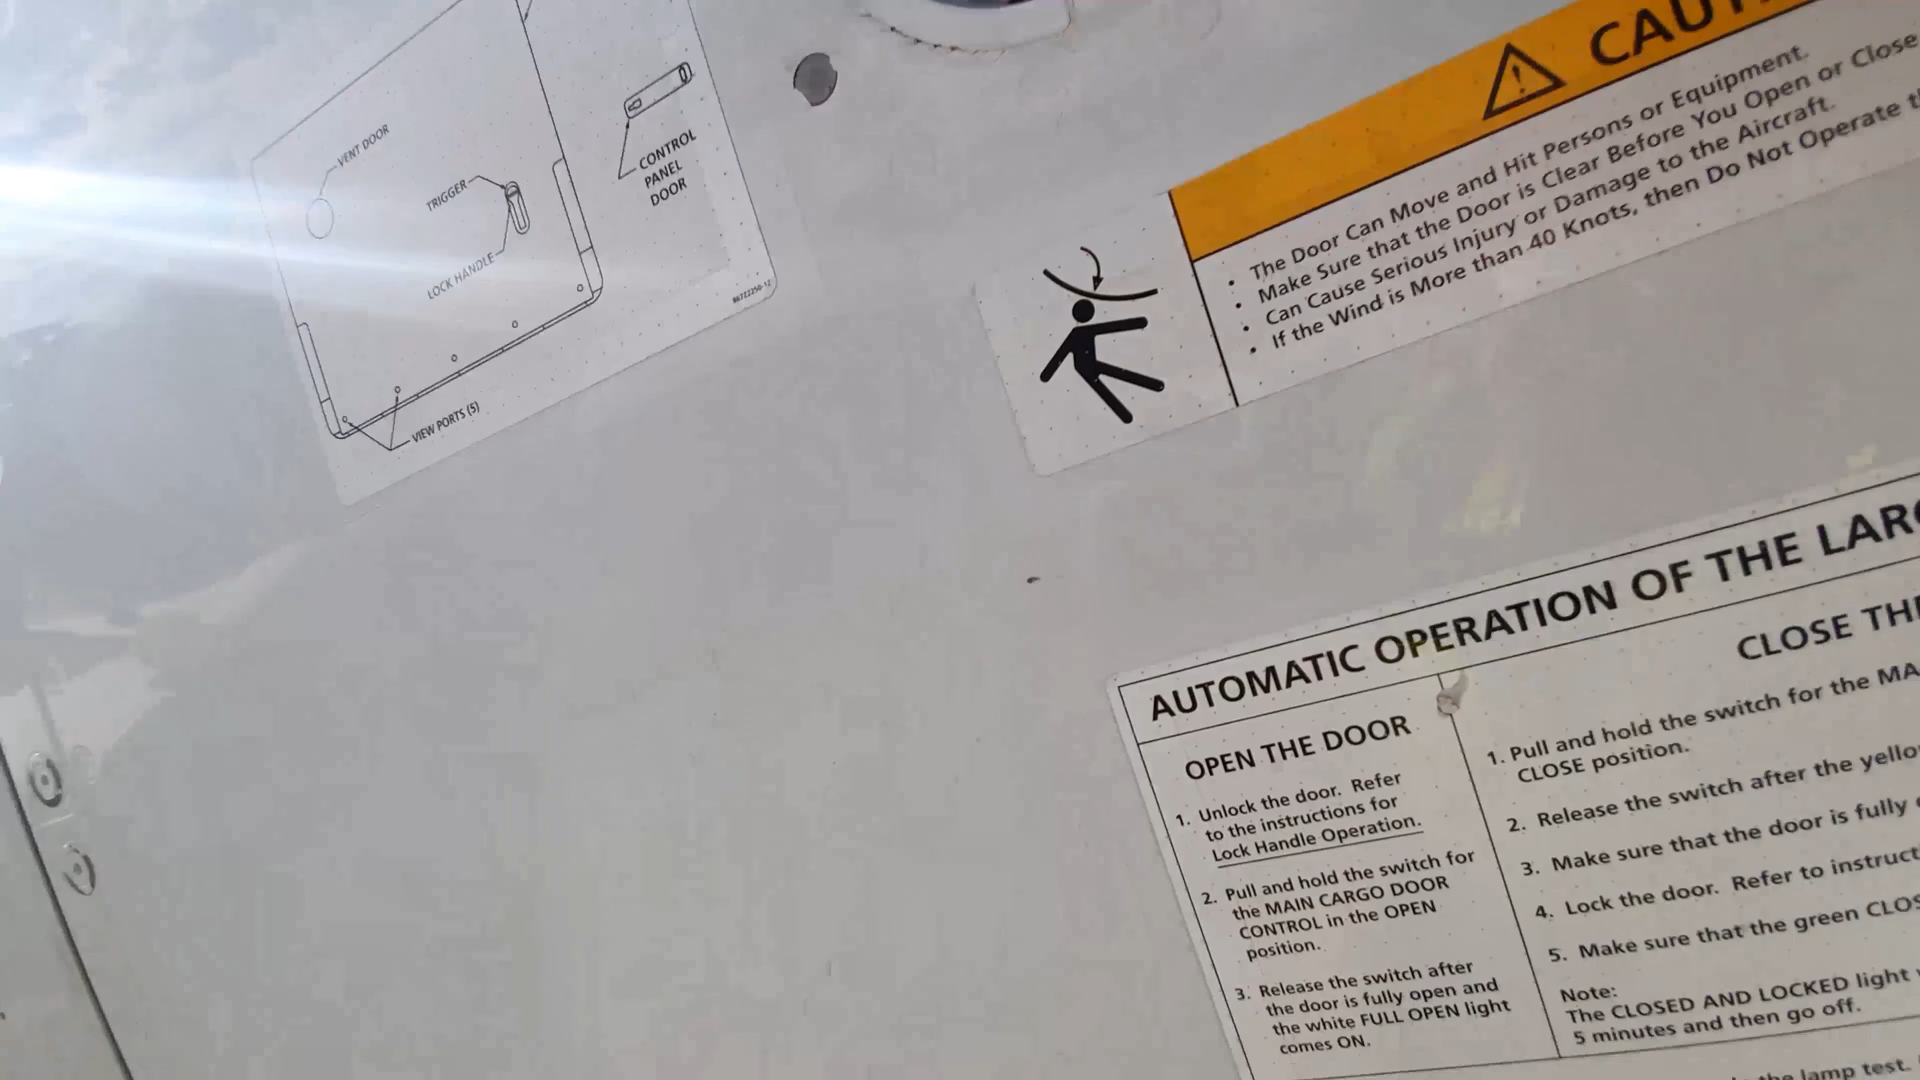 VENT DOOR
TRIGGER
LOCK HANDLE
VIEW PORTS (5)
CONTROL
PANEL
DOOR
• The Door Can Move and Hit Persons or Equipment.
• Make Sure that the Door is Clear Before You Open or Close
• Can Cause Serious Injury or Damage to the Aircraft.
• If the Wind is More than 40 Knots, then Do Not Operate
AUTOMATIC OPERATION OF THE
OPEN THE DOOR
1. Unlock the door. Refer
to the instructions for
Lock Handle Operation.
2. Pull and hold the switch for
the MAIN CARGO DOOR
CONTROL in the OPEN
position.
3. Release the switch after
the door is fully open and
the white FULL OPEN light
comes ON.
CLOSE
1. Pull and hold the switch for the
CLOSE position.
2. Release the switch after the
3. Make sure that the door is fully
4. Lock the door. Refer to
5. Make sure that the green
Note:
The CLOSED AND LOCKED light
5 minutes and then go off.
the lamp test.